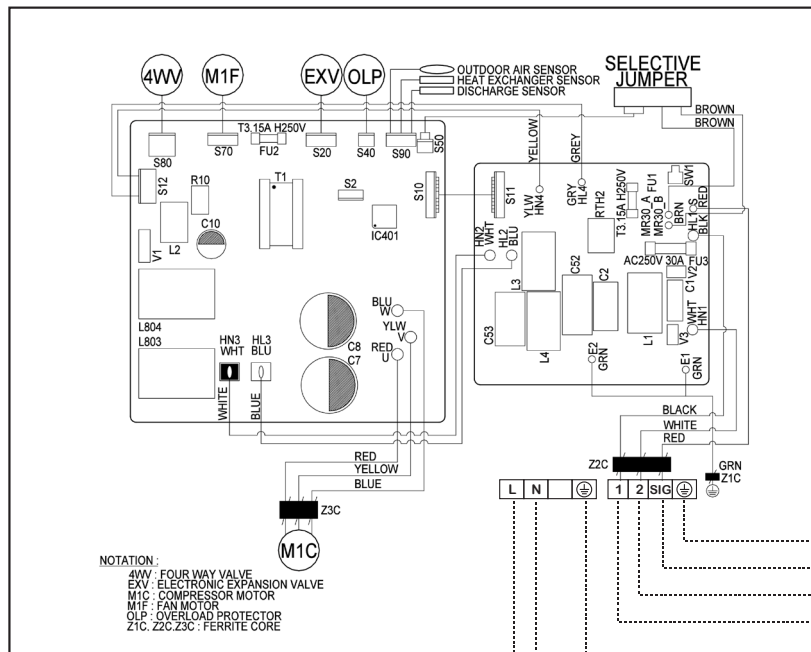 4WV M1F EXV OLP
OUTDOOR AIR SENSOR
HEAT EXCHANGER SENSOR
DISCHARGE SENSOR
SELECTIVE
JUMPER
BROWN
BROWN
T3.15A H250V
FU2
S80 S70 S20 S40 S90 S50
YELLOW
GREY
S12
R10
T1
S2
S10
S11
L2
C10
IC401
V1
YLW
HN4
GRY
HL4
RTH2
T3.15A H250V
FU1
MR30_A
MR30_B
SW1
BRN
RED
S
HL1
BLK
HN2
WHT
HL2
BLU
AC250V 30A FU3
V2
L3
C52
C2
C1
L804
L803
BLU
W
YLW
V
RED
U
C8
C7
C53
L4
L1
WHT
HN1
V3
HN3
WHT
HL3
BLU
E2
GRN
E1
GRN
WHITE
BLUE
BLACK
WHITE
RED
RED
YELLOW
BLUE
Z2C
GRN
Z1C
L N
1 2 SIG
Z3C
M1C
NOTATION :
4WV : FOUR WAY VALVE
EXV : ELECTRONIC EXPANSION VALVE
M1C : COMPRESSOR MOTOR
M1F : FAN MOTOR
OLP : OVERLOAD PROTECTOR
Z1C. Z2C.Z3C : FERRITE CORE